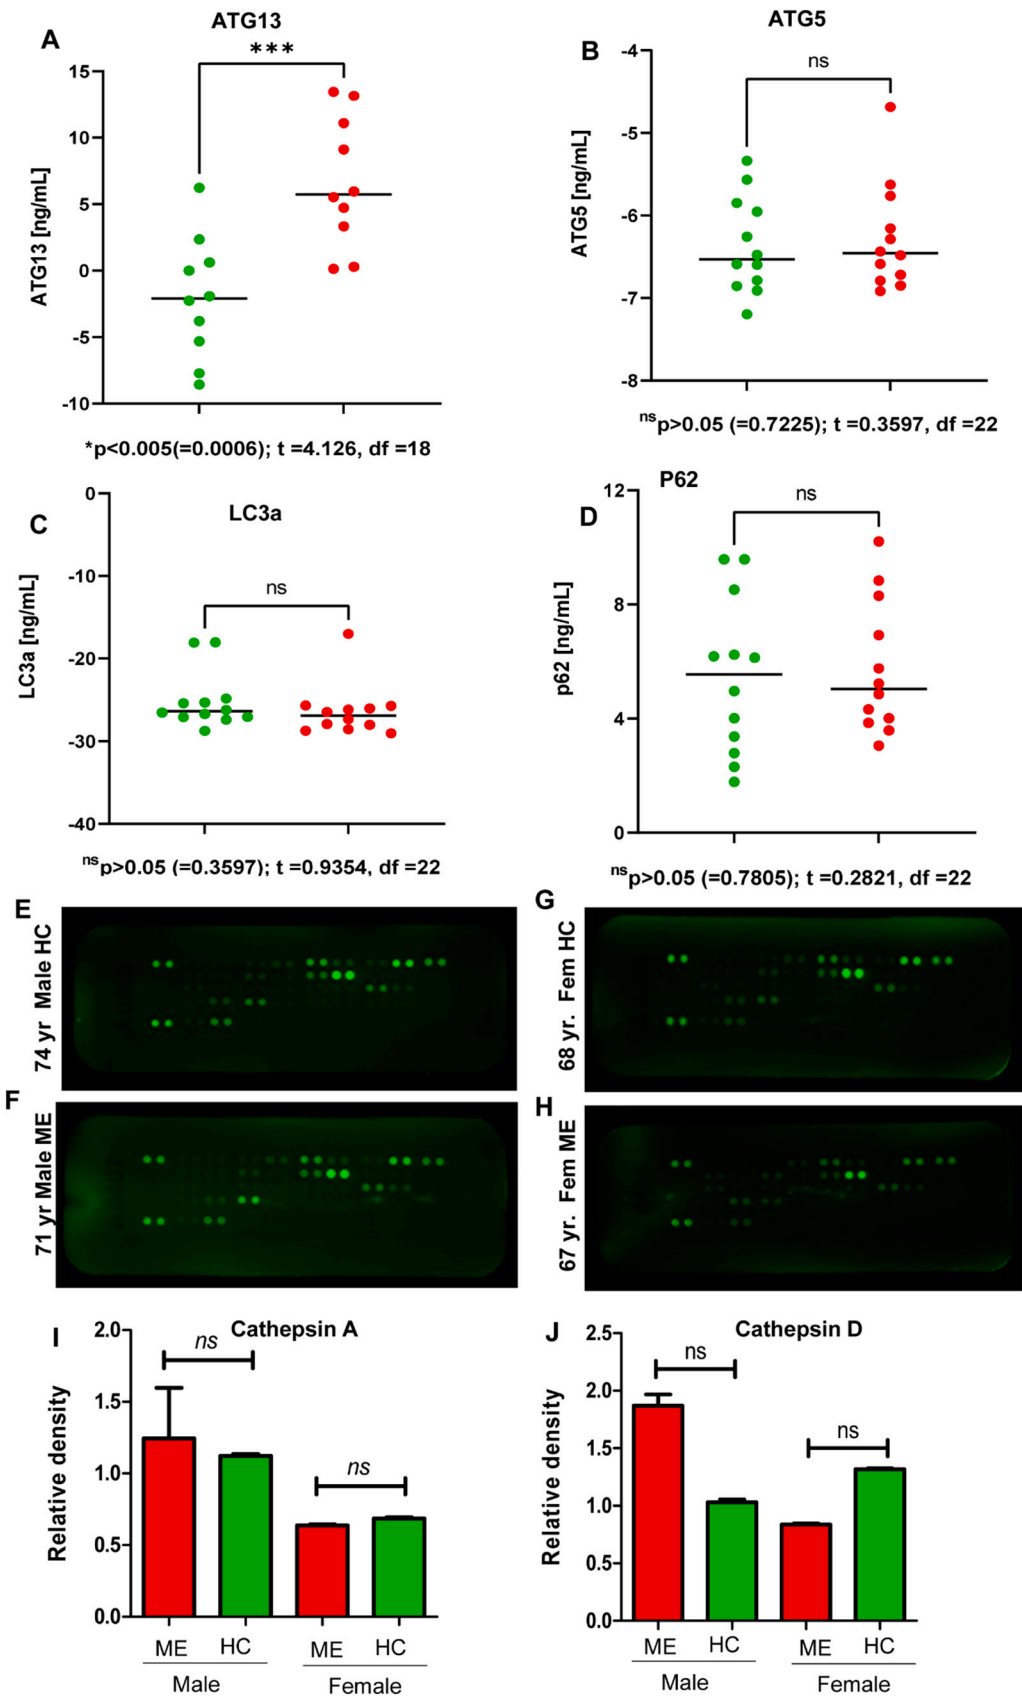 A
ATG13
***
ATG13 [ng/mL]
15
10
5
0
-5
-10
*p<0.005(=0.0006); t =4.126, df =18
B
ATG5
ns
ATG5 [ng/mL]
-4
-5
-6
-7
-8
nsp>0.05 (=0.7225); t =0.3597, df =22
C
LC3a
ns
LC3a [ng/mL]
0
-10
-20
-30
-40
nsp>0.05 (=0.3597); t =0.9354, df =22
D
P62
ns
p62 [ng/mL]
12
8
4
0
nsp>0.05 (=0.7805); t =0.2821, df =22
E
74 yr Male HC
G
68 yr. Fem HC
F
71 yr Male ME
H
67 yr. Fem ME
I
Cathepsin A
ns
ns
Relative density
2.0
1.5
1.0
0.5
0.0
ME HC ME HC
Male Female
J
Cathepsin D
ns
ns
Relative density
2.5
2.0
1.5
1.0
0.5
0.0
ME HC ME HC
Male Female